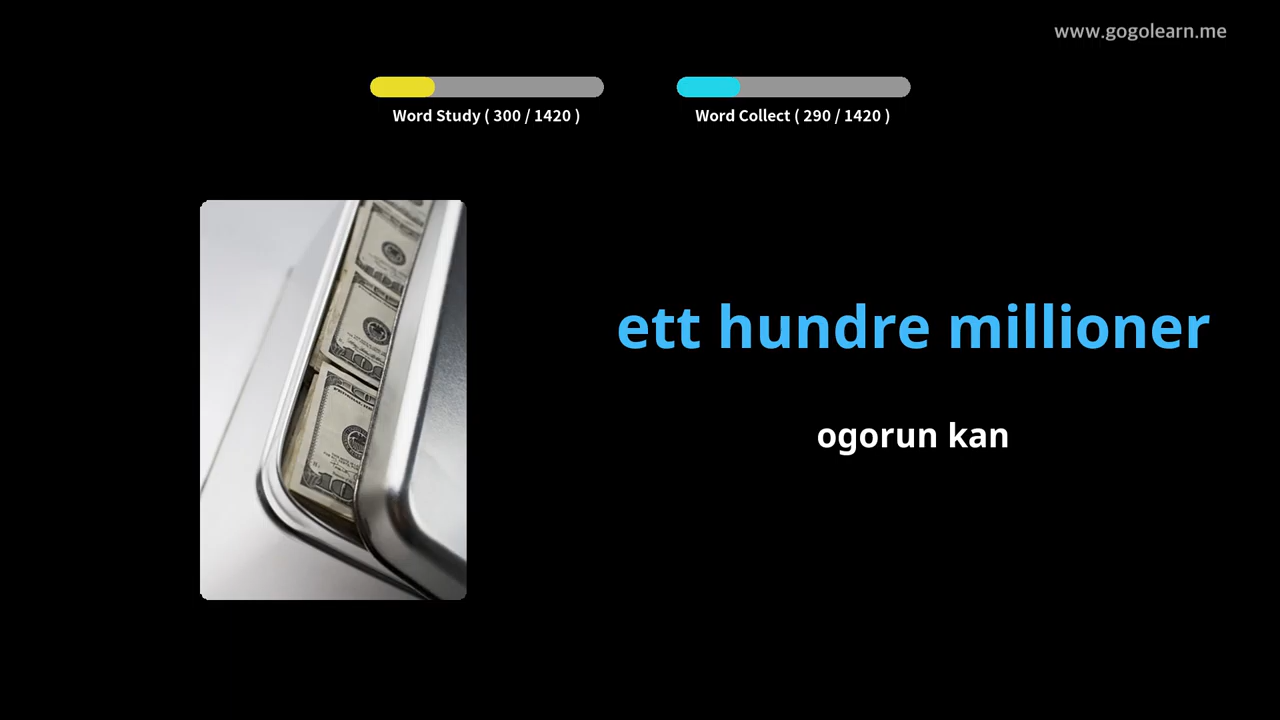 www.gogolearn.me
Word Study ( 300 / 1420 )
Word Collect ( 290 / 1420 )
ett hundre millioner
ogorun kan